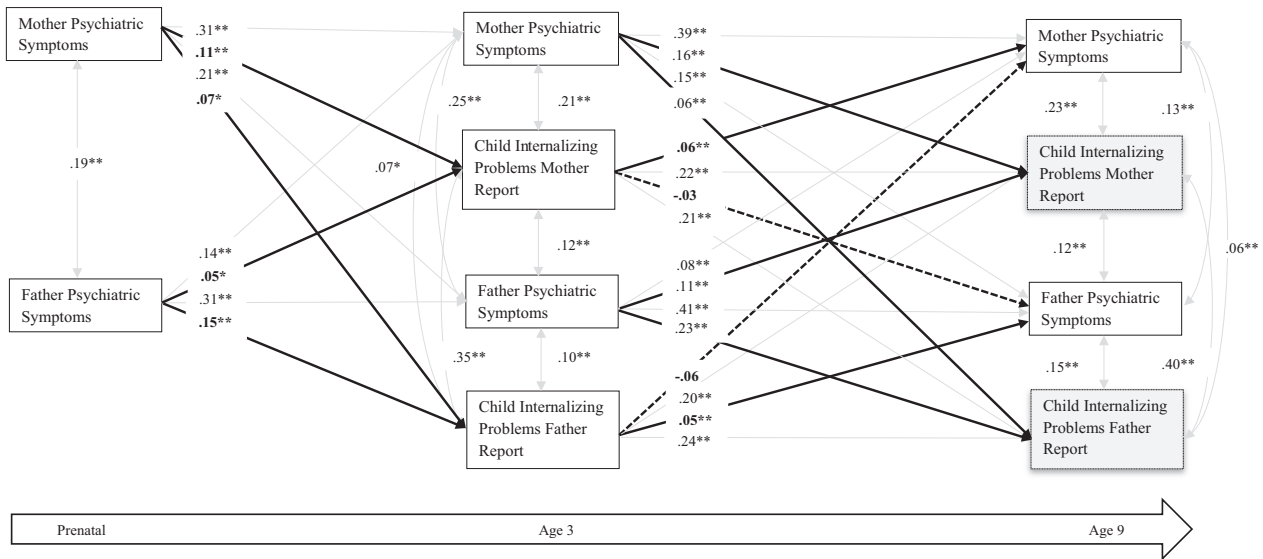 Mother Psychiatric
Symptoms
Father Psychiatric
Symptoms
.19**
.31**
.11**
.21**
.07*
.14**
.05*
.31**
.15**
Mother Psychiatric
Symptoms
Child Internalizing
Problems Mother
Report
Father Psychiatric
Symptoms
Child Internalizing
Problems Father
Report
.25**
.21**
.07*
.12**
.35**
.10**
.39**
.16**
.15**
.06**
.06**
.22**
-.03
.21**
.08**
.11**
.41**
.23**
-.06
.20**
.05**
.24**
Mother Psychiatric
Symptoms
Child Internalizing
Problems Mother
Report
Father Psychiatric
Symptoms
Child Internalizing
Problems Father
Report
.23**
.13**
.12**
.06**
.15**
.40**
Prenatal
Age 3
Age 9